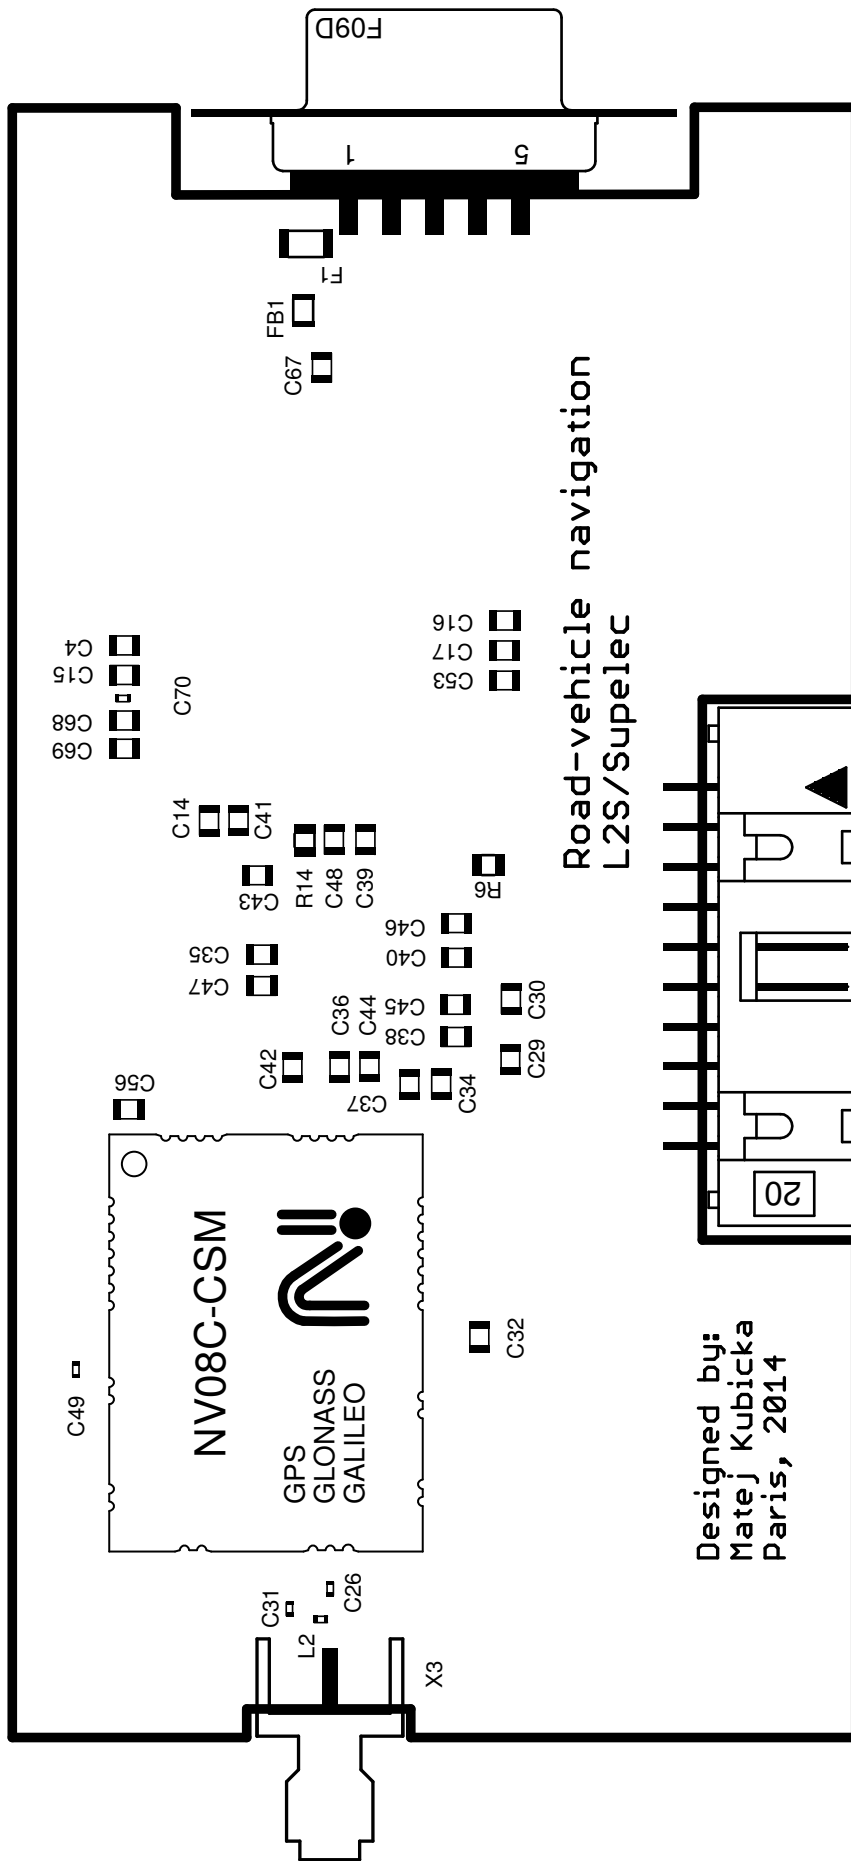 F09D
1
5
F1
FB1
C67
Road-vehicle navigation
L2S/Supelec
C4
C15
C70
C68
C69
C16
C17
C53
C14
C41
C43
R14
C48
C39
R6
C46
C40
C35
C47
C36
C44
C45
C38
C30
C42
C37
C34
C29
C56
20
NV08C-CSM
GPS
GLONASS
GALILEO
C32
C49
Designed by:
Matej Kubicka
Paris, 2014
C31
C26
L2
X3